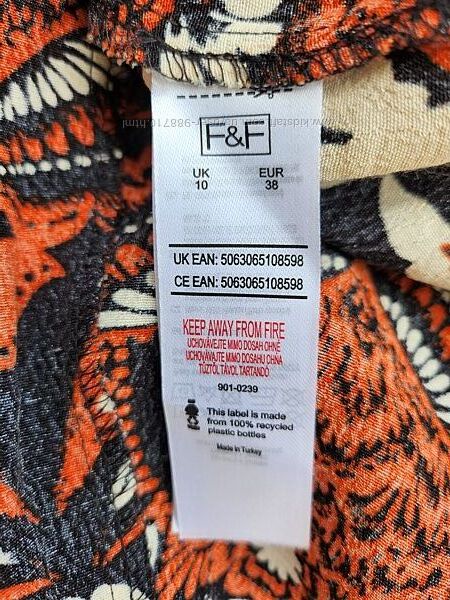 F&F
UK EUR
10 38
UK EAN: 5063065108598
CE EAN: 5063065108598
KEEP AWAY FROM FIRE
UCHOVÁVEJTE MIMO DOSAH OHNĚ
UCHOVÁVAJTE MIMO DOSAHU OHŇA
TŰZTŐL TÁVOL TARTANDÓ
901-0239
This label is made
from 100% recycled
plastic bottles
Made in Turkey